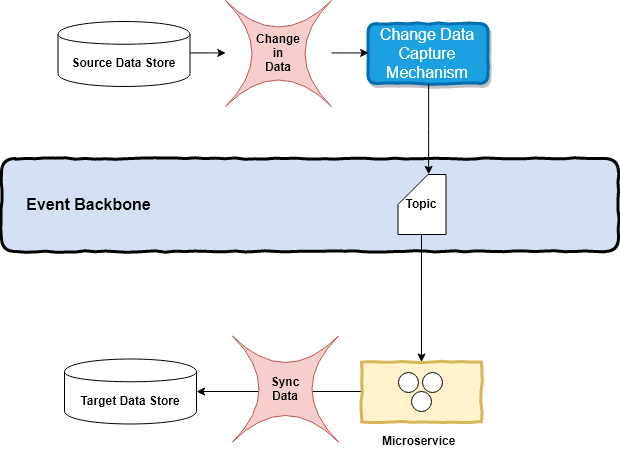 Source Data Store
Change
in
Data
Change Data
Capture
Mechanism
Event Backbone
Topic
Target Data Store
Sync
Data
Microservice